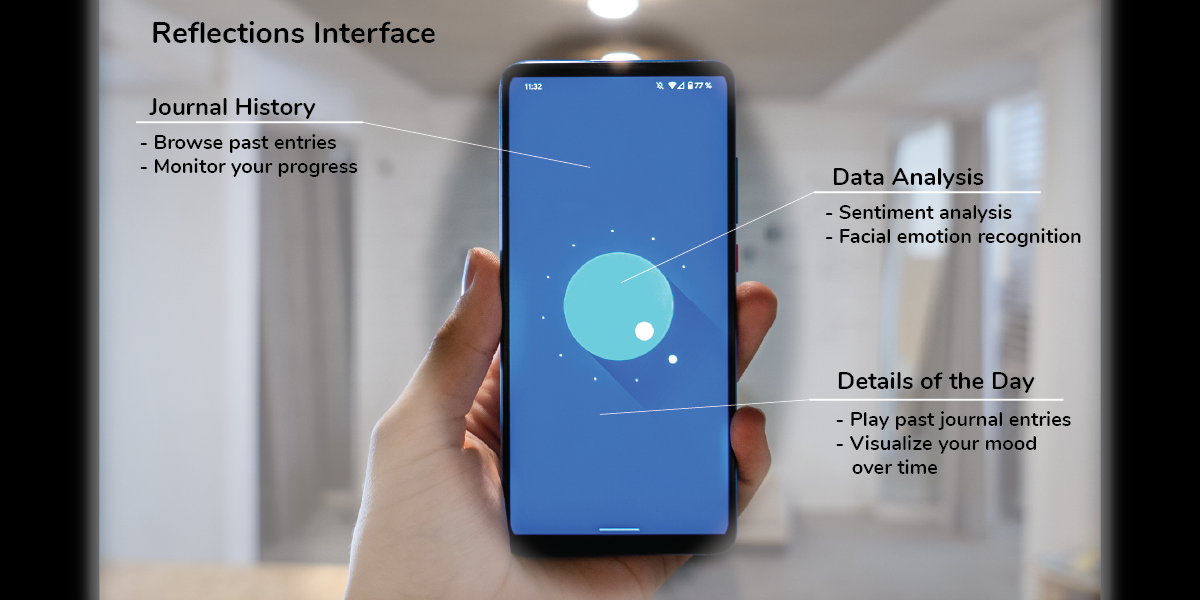 Reflections Interface
Journal History
- Browse past entries
- Monitor your progress
11:32
77 %
Data Analysis
- Sentiment analysis
- Facial emotion recognition
Details of the Day
- Play past journal entries
- Visualize your mood
over time